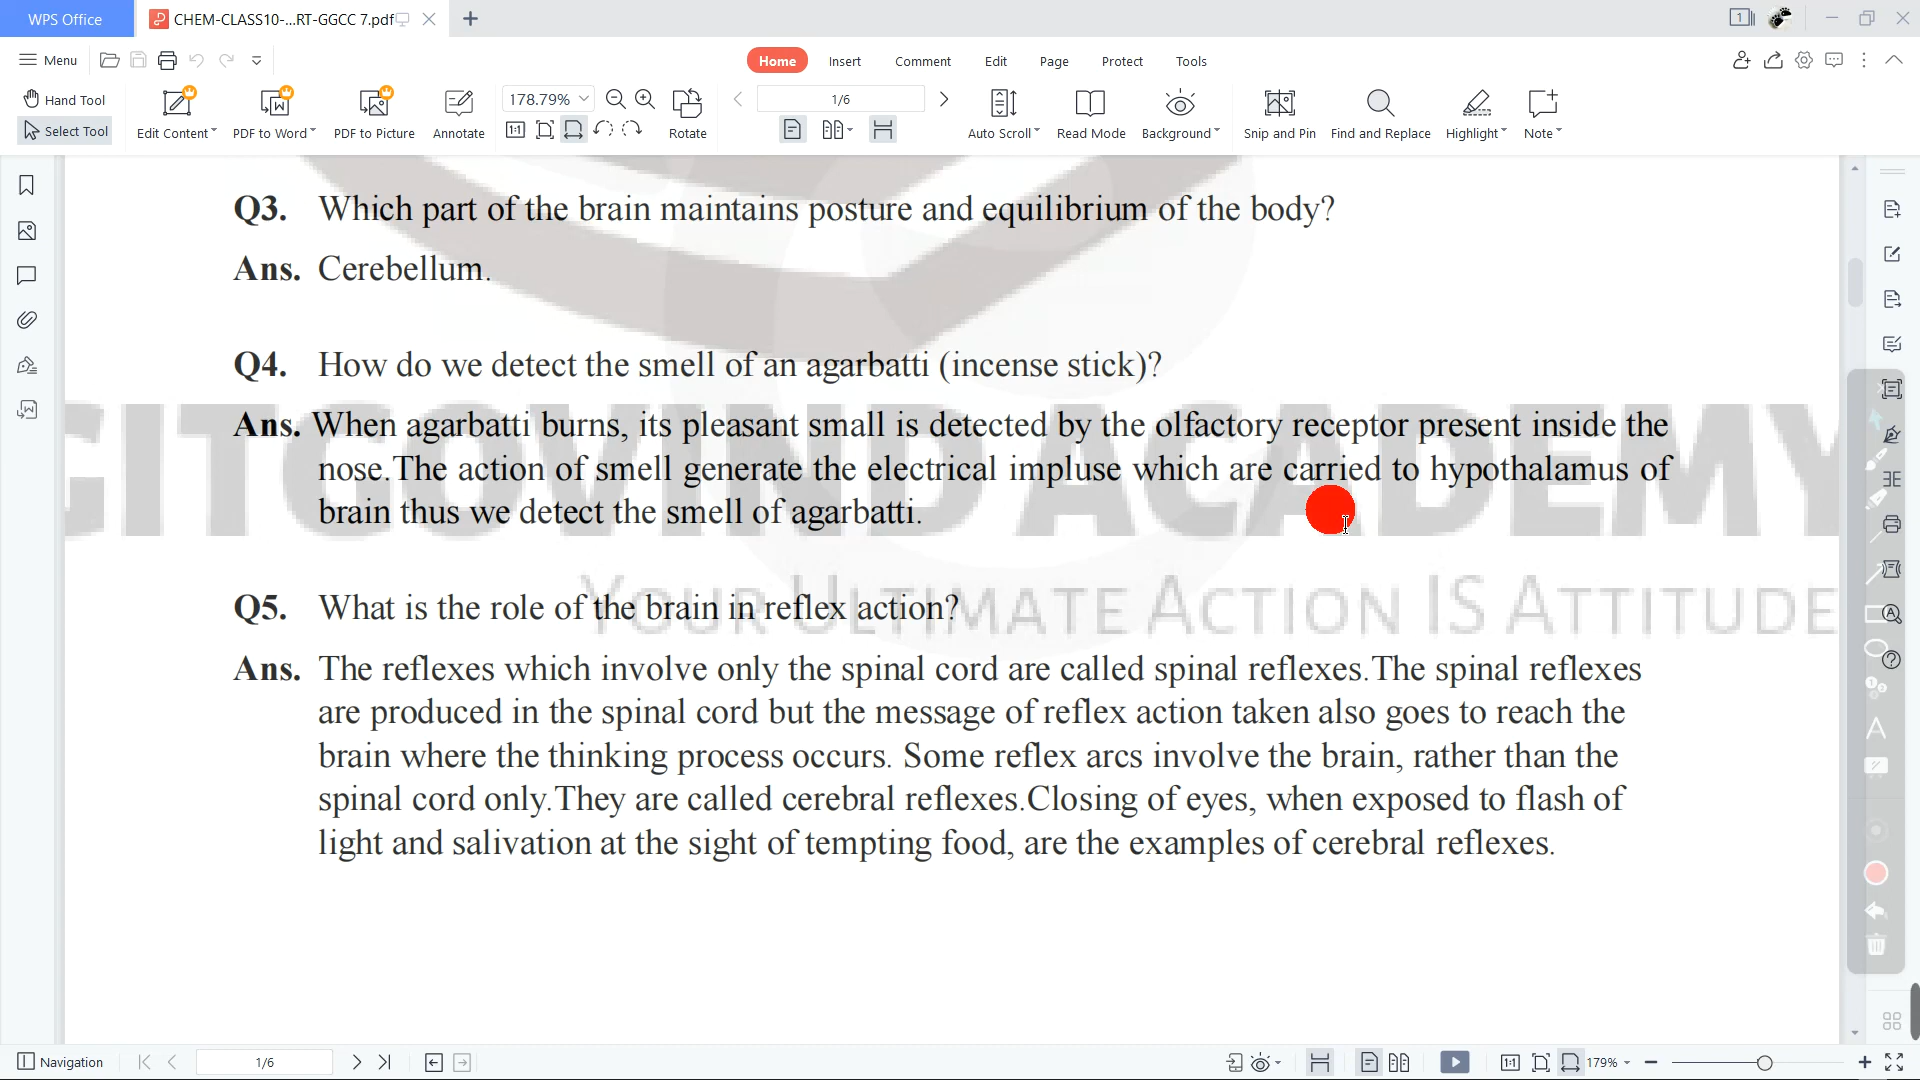 WPS Office
CHEM-CLASS10-...RT-GGCC 7.pdf
1
Menu
Home
Insert
Comment
Edit
Page
Protect
Tools
Hand Tool
Select Tool
Edit Content
PDF to Word
PDF to Picture
Annotate
178.79%
1:1
Rotate
1/6
Auto Scroll
Read Mode
Background
Snip and Pin
Find and Replace
Highlight
Note
Q3. Which part of the brain maintains posture and equilibrium of the body?
Ans. Cerebellum.
Q4. How do we detect the smell of an agarbatti (incense stick)?
Ans. When agarbatti burns, its pleasant small is detected by the olfactory receptor present inside the
nose.The action of smell generate the electrical impluse which are carried to hypothalamus of
brain thus we detect the smell of agarbatti.
GITGOVIND ACADEMY
YOUR ULTIMATE ACTION IS ATTITUDE
Q5. What is the role of the brain in reflex action?
Ans. The reflexes which involve only the spinal cord are called spinal reflexes.The spinal reflexes
are produced in the spinal cord but the message of reflex action taken also goes to reach the
brain where the thinking process occurs. Some reflex arcs involve the brain, rather than the
spinal cord only.They are called cerebral reflexes.Closing of eyes, when exposed to flash of
light and salivation at the sight of tempting food, are the examples of cerebral reflexes.
Navigation
1/6
1:1
179%